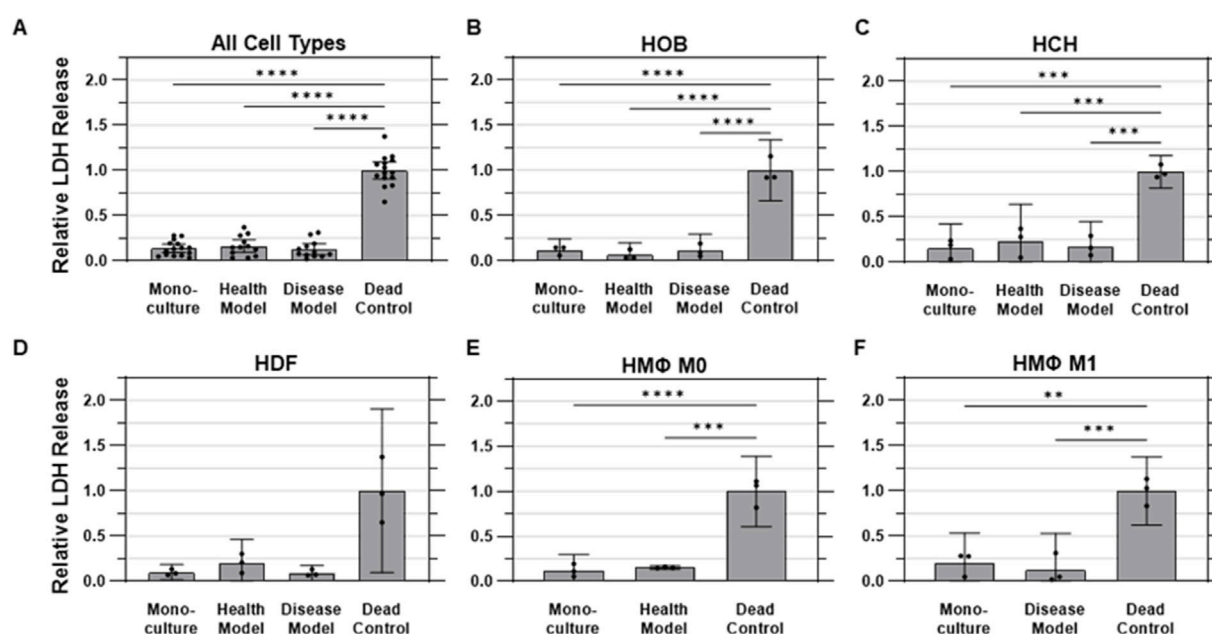 A
All Cell Types
Relative LDH Release
2.0
1.5
1.0
0.5
0.0
****
****
****
Mono-
culture
Health
Model
Disease
Model
Dead
Control
B
HOB
2.0
1.5
1.0
0.5
0.0
****
****
****
Mono-
culture
Health
Model
Disease
Model
Dead
Control
C
HCH
2.0
1.5
1.0
0.5
0.0
***
***
***
Mono-
culture
Health
Model
Disease
Model
Dead
Control
D
HDF
Relative LDH Release
2.0
1.5
1.0
0.5
0.0
Mono-
culture
Health
Model
Disease
Model
Dead
Control
E
HMΦ M0
2.0
1.5
1.0
0.5
0.0
****
***
Mono-
culture
Health
Model
Dead
Control
F
HMΦ M1
2.0
1.5
1.0
0.5
0.0
**
***
Mono-
culture
Disease
Model
Dead
Control